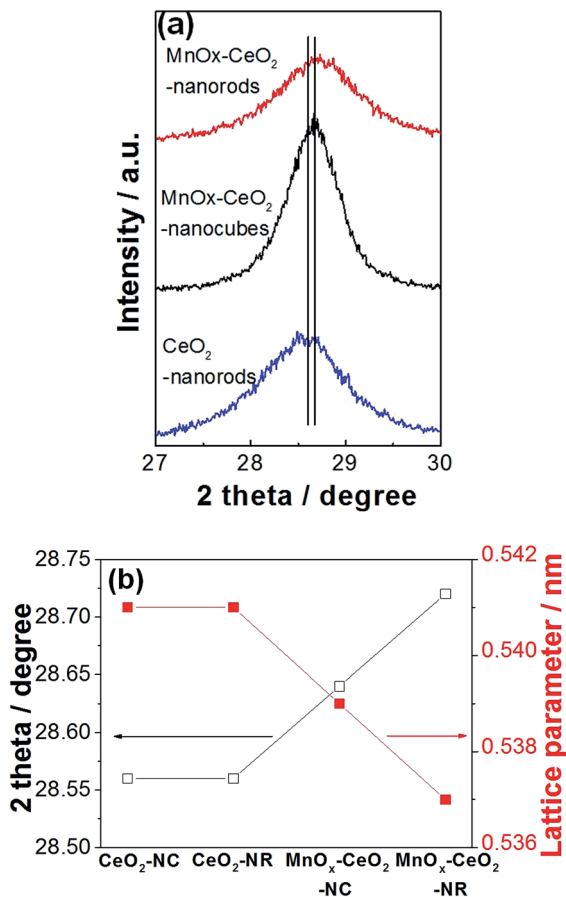 (a)
MnOx-CeO₂
-nanorods
MnOx-CeO₂
-nanocubes
CeO₂
-nanorods
Intensity / a.u.
27 28 29 30
2 theta / degree
(b)
28.75
28.70
28.65
28.60
28.55
28.50
2 theta / degree
0.542
0.540
0.538
0.536
Lattice parameter / nm
CeO₂-NC CeO₂-NR MnOₓ-CeO₂ MnOₓ-CeO₂
-NC -NR